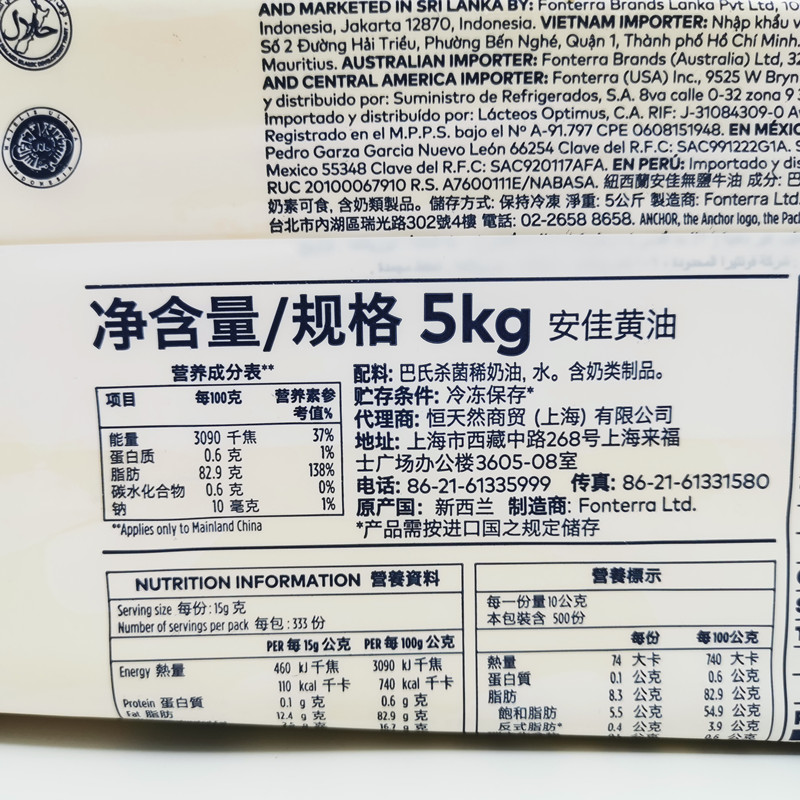 AND MARKETED IN SRI LANKA BY: Fonterra Brands Lanka Pvt Ltd, 10
Indonesia, Jakarta 12870, Indonesia. VIETNAM IMPORTER: Nhập khẩu v
Số 2 Đường Hải Triều, Phường Bến Nghé, Quận 1, Thành phố Hồ Chí Minh.
Mauritius. AUSTRALIAN IMPORTER: Fonterra Brands (Australia) Ltd, 32
AND CENTRAL AMERICA IMPORTER: Fonterra (USA) Inc., 9525 W Bryn
y distribuido por: Suministro de Refrigerados, S.A. 8va calle 0-32 zona 9
Importado y distribuido por: Lácteos Optimus, C.A. RIF: J-31084309-0 A
Registrado en el M.P.P.S. bajo el Nº A-91.797 CPE 0608151948. EN MÉXIC
Pedro Garza Garcia Nuevo León 66254 Clave del R.F.C: SAC991222G1A. S
Mexico 55348 Clave del R.F.C: SAC920117AFA. EN PERÚ: Importado y dis
RUC 20100067910 R.S. A7600111E/NABASA. 紐西蘭安佳無鹽牛油 成分: 巴
奶素可食, 含奶類製品。儲存方式: 保持冷凍 淨重: 5公斤 製造商: Fonterra Ltd.
台北市內湖區瑞光路302號4樓 電話: 02-2658 8658. ANCHOR, the Anchor logo, the Pac
净含量/规格 5kg 安佳黄油
营养成分表**
项目 每100克 营养素参考值%
能量 3090 千焦 37%
蛋白质 0.6 克 1%
脂肪 82.9 克 138%
碳水化合物 0.6 克 0%
钠 10 毫克 1%
**Applies only to Mainland China
配料: 巴氏杀菌稀奶油, 水。含奶类制品。
贮存条件: 冷冻保存*
代理商: 恒天然商贸 (上海) 有限公司
地址: 上海市西藏中路268号上海来福
士广场办公楼3605-08室
电话: 86-21-61335999 传真: 86-21-61331580
原产国: 新西兰 制造商: Fonterra Ltd.
*产品需按进口国之规定储存
NUTRITION INFORMATION 營養資料
Serving size 每份: 15g 克
Number of servings per pack 每包: 333 份
PER 每 15g 公克 PER 每 100g 公克
Energy 熱量 460 kJ 千焦 3090 kJ 千焦
110 kcal 千卡 740 kcal 千卡
Protein 蛋白質 0.1 g 克 0.6 g 克
Fat 脂肪 12.4 g 克 82.9 g 克
營養標示
每一份量10公克
本包裝含 500份
每份 每100公克
熱量 74 大卡 740 大卡
蛋白質 0.1 公克 0.6 公克
脂肪 8.3 公克 82.9 公克
飽和脂肪 5.5 公克 54.9 公克
反式脂肪* 0.4 公克 3.9 公克